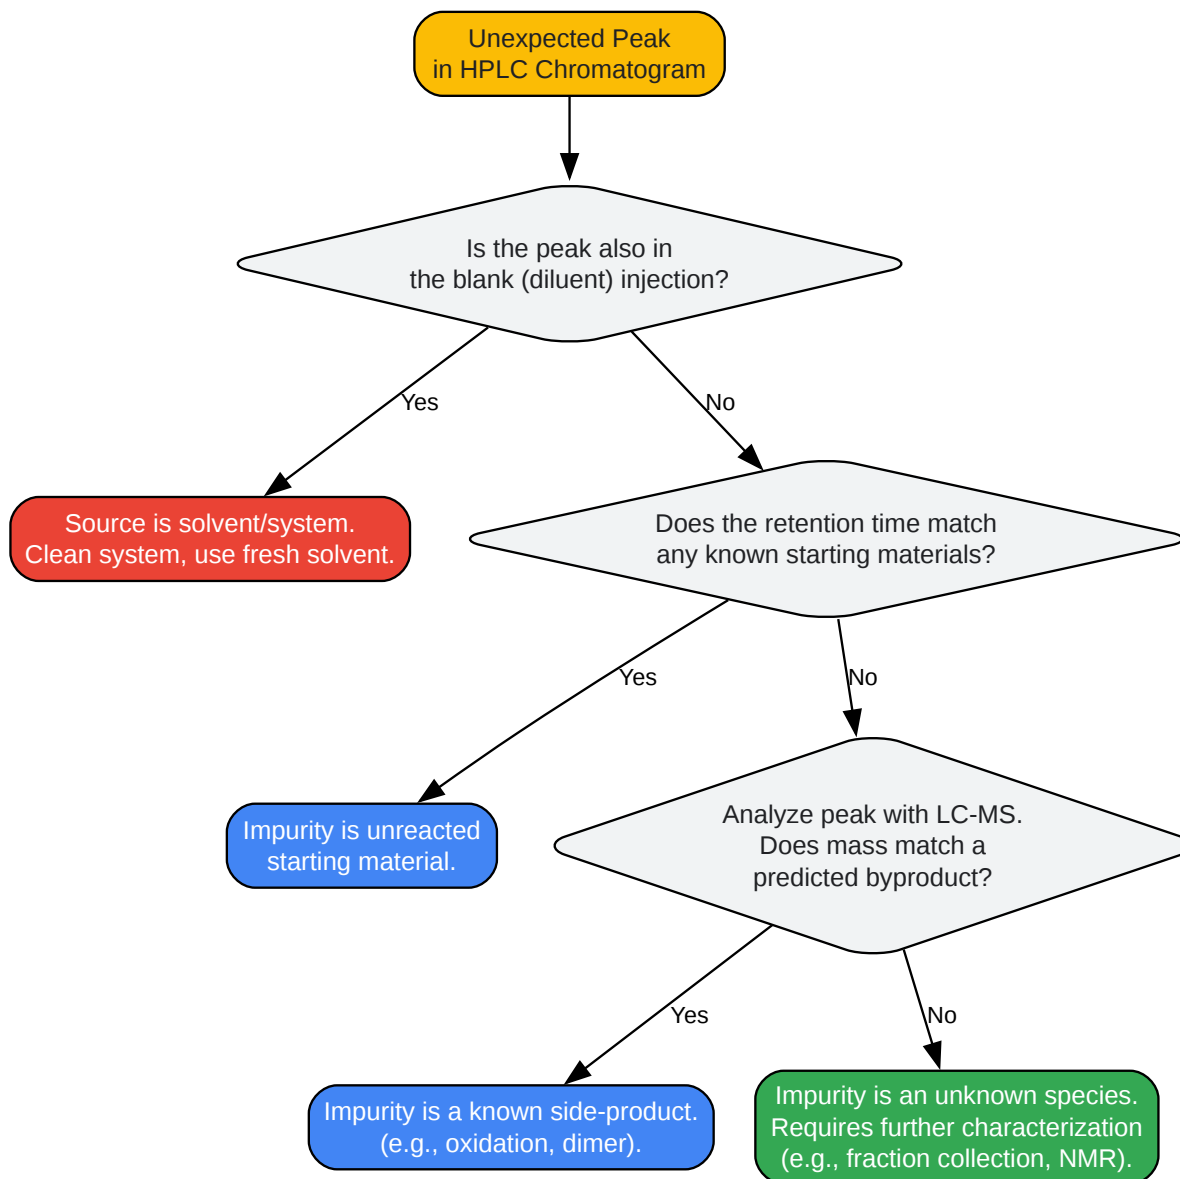 Unexpected Peak
in HPLC Chromatogram
Is the peak also in
the blank (diluent) injection?
Yes
No
Source is solvent/system.
Clean system, use fresh solvent.
Does the retention time match
any known starting materials?
Yes
No
Impurity is unreacted
starting material.
Analyze peak with LC-MS.
Does mass match a
predicted byproduct?
Yes
No
Impurity is a known side-product.
(e.g., oxidation, dimer).
Impurity is an unknown species.
Requires further characterization
(e.g., fraction collection, NMR).